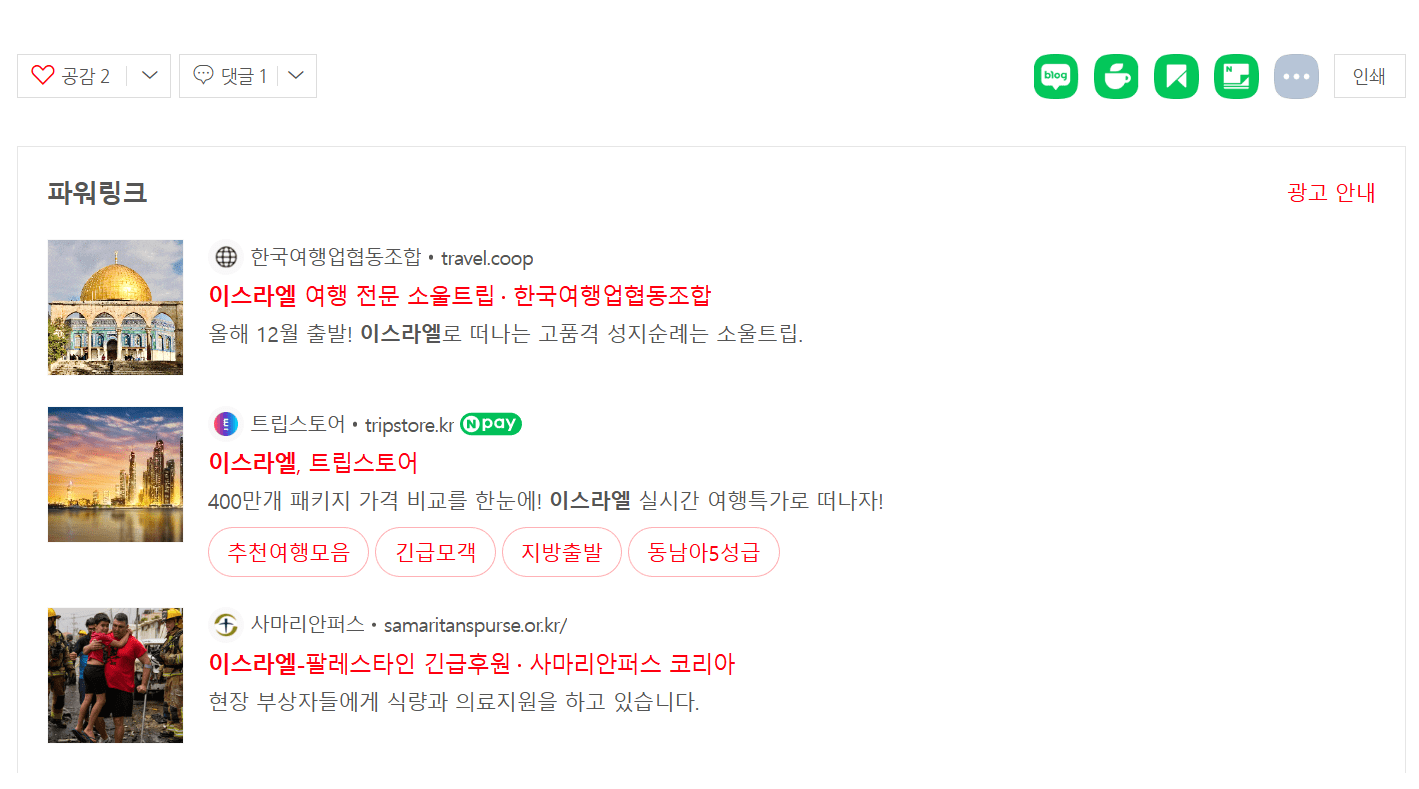 공감 2
댓글 1
blog
N
인쇄
파워링크
광고 안내
한국여행업협동조합 • travel.coop
이스라엘 여행 전문 소울트립 · 한국여행업협동조합
올해 12월 출발! 이스라엘로 떠나는 고품격 성지순례는 소울트립.
E 트립스토어 • tripstore.kr N pay
이스라엘, 트립스토어
400만개 패키지 가격 비교를 한눈에! 이스라엘 실시간 여행특가로 떠나자!
추천여행모음 긴급모객 지방출발 동남아5성급
사마리안퍼스 • samaritanspurse.or.kr/
이스라엘-팔레스타인 긴급후원 · 사마리안퍼스 코리아
현장 부상자들에게 식량과 의료지원을 하고 있습니다.